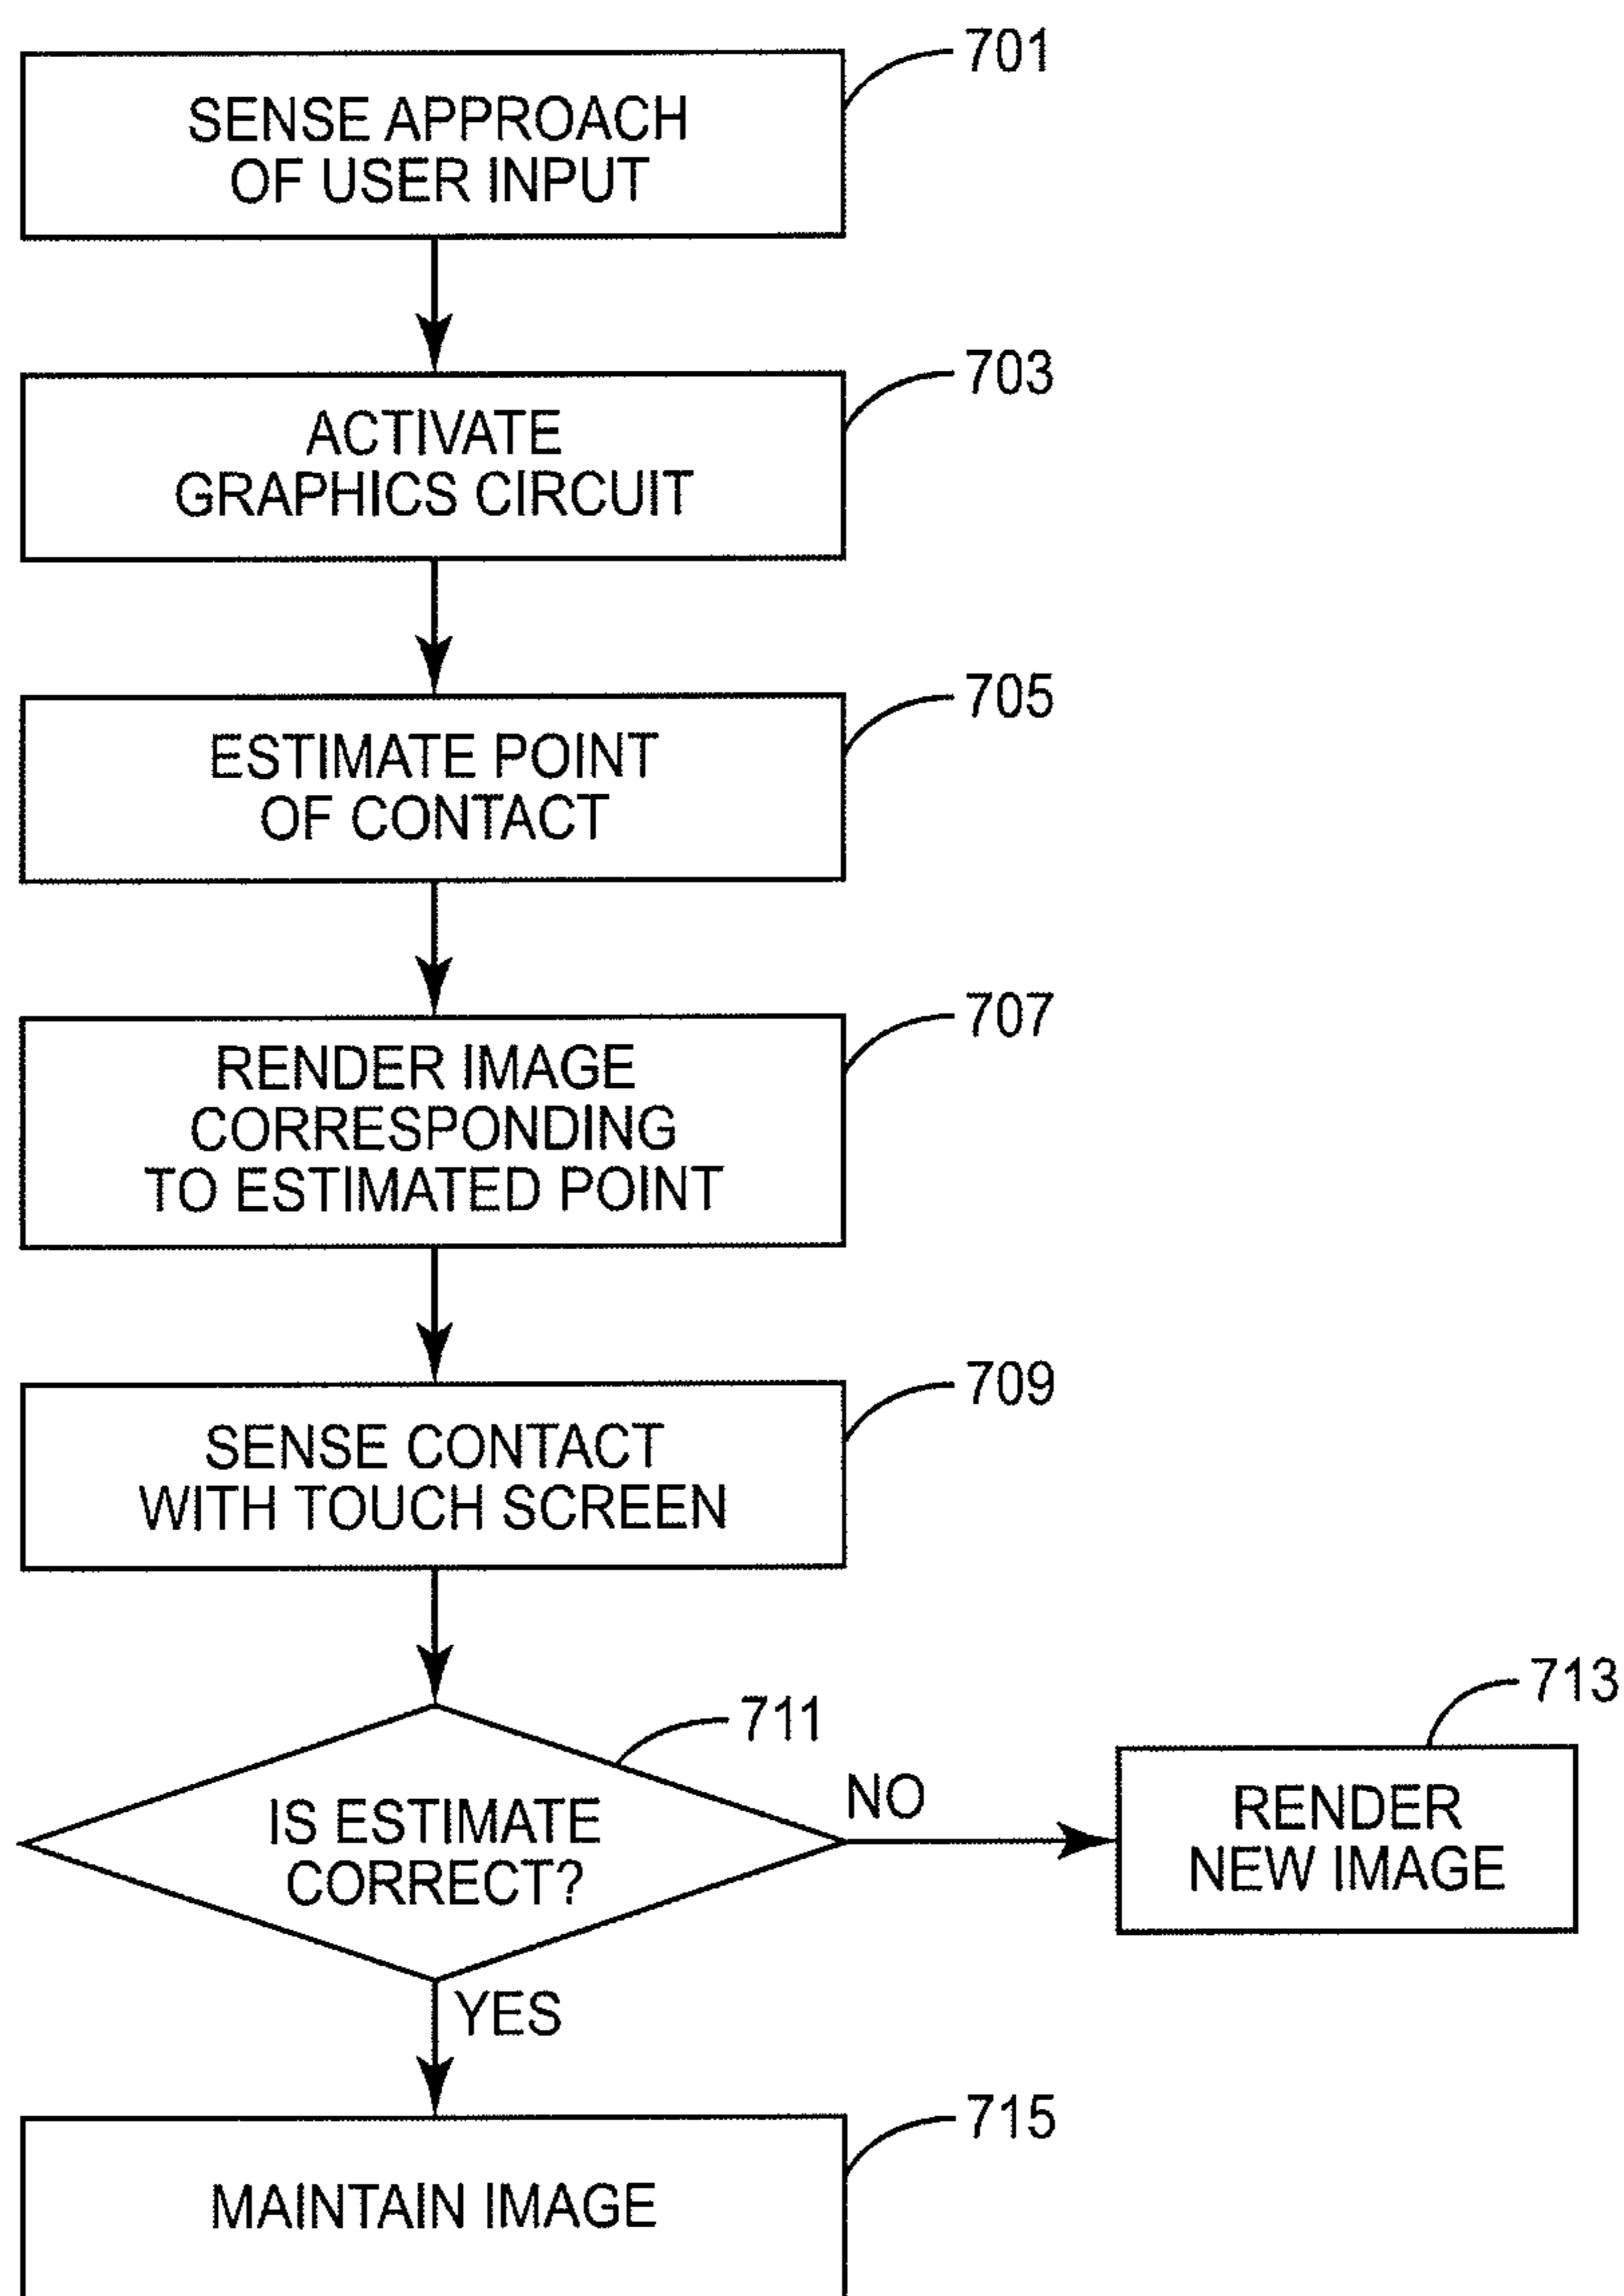 701
SENSE APPROACH
OF USER INPUT
703
ACTIVATE
GRAPHICS CIRCUIT
705
ESTIMATE POINT
OF CONTACT
707
RENDER IMAGE
CORRESPONDING
TO ESTIMATED POINT
709
SENSE CONTACT
WITH TOUCH SCREEN
711
IS ESTIMATE
CORRECT?
NO
713
RENDER
NEW IMAGE
YES
715
MAINTAIN IMAGE